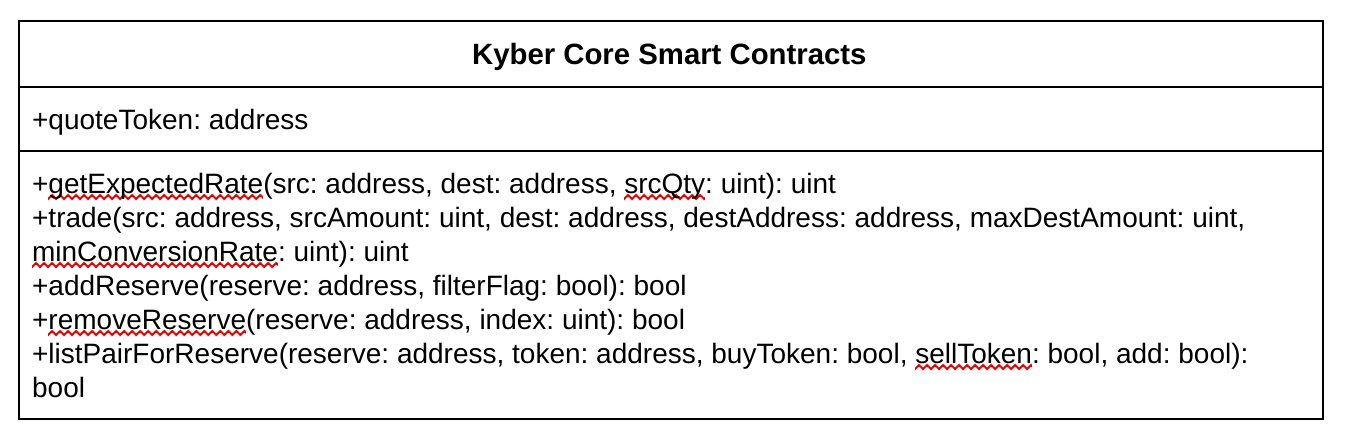 Kyber Core Smart Contracts
+quoteToken: address
+getExpectedRate(src: address, dest: address, srcQty: uint): uint
+trade(src: address, srcAmount: uint, dest: address, destAddress: address, maxDestAmount: uint,
minConversionRate: uint): uint
+addReserve(reserve: address, filterFlag: bool): bool
+removeReserve(reserve: address, index: uint): bool
+listPairForReserve(reserve: address, token: address, buyToken: bool, sellToken: bool, add: bool):
bool